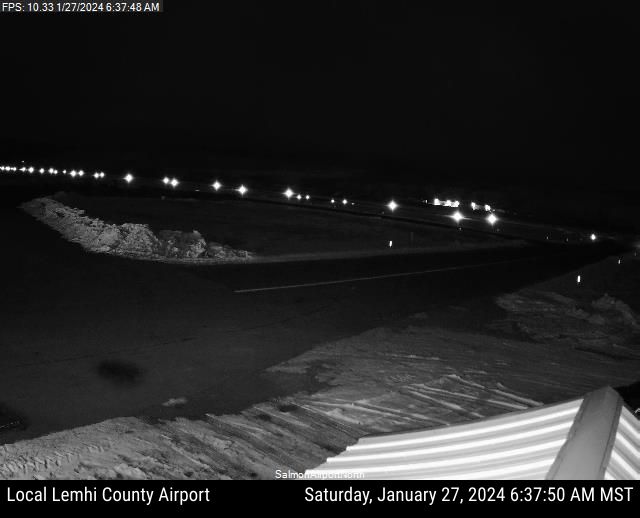 FPS: 10.33 1/27/2024 6:37:48 AM
SalmonAirport.com
Local Lemhi County Airport Saturday, January 27, 2024 6:37:50 AM MST